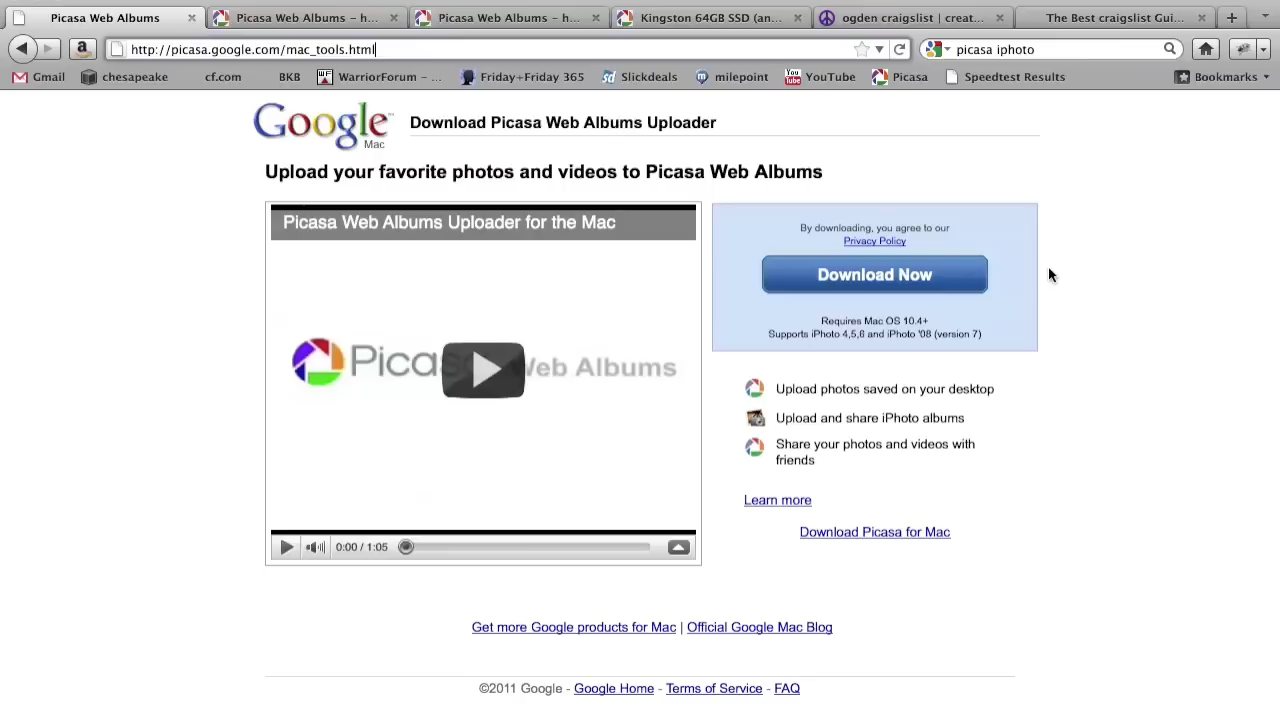 Picasa Web Albums
Picasa Web Albums – h...
Picasa Web Albums – h...
Kingston 64GB SSD (an...
ogden craigslist | creat...
The Best craigslist Gui...
http://picasa.google.com/mac_tools.html
picasa iphoto
Gmail
chesapeake
cf.com
BKB
WarriorForum – ...
Friday+Friday 365
sd Slickdeals
m milepoint
You Tube YouTube
Picasa
Speedtest Results
Bookmarks
Google™
Mac
Download Picasa Web Albums Uploader
Upload your favorite photos and videos to Picasa Web Albums
Picasa Web Albums Uploader for the Mac
Picasa Web Albums
0:00 / 1:05
By downloading, you agree to our
Privacy Policy
Download Now
Requires Mac OS 10.4+
Supports iPhoto 4,5,6 and iPhoto '08 (version 7)
Upload photos saved on your desktop
Upload and share iPhoto albums
Share your photos and videos with
friends
Learn more
Download Picasa for Mac
Get more Google products for Mac | Official Google Mac Blog
©2011 Google - Google Home - Terms of Service - FAQ